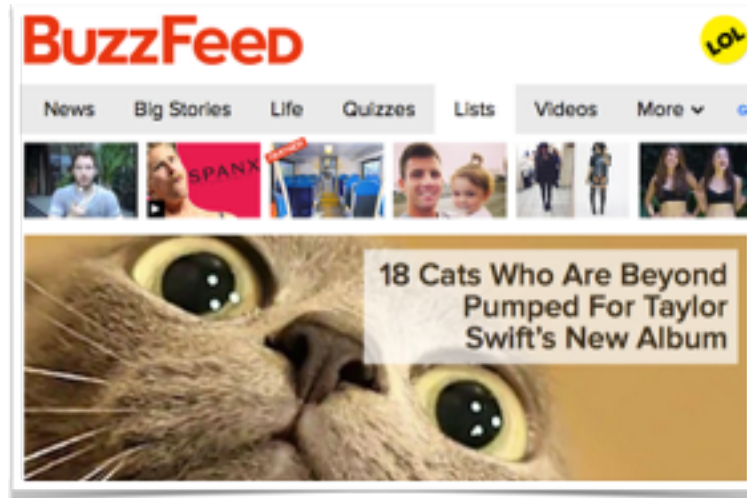 BuzzFeed
LOL
News Big Stories Life Quizzes Lists Videos More
SPANX
18 Cats Who Are Beyond
Pumped For Taylor
Swift's New Album